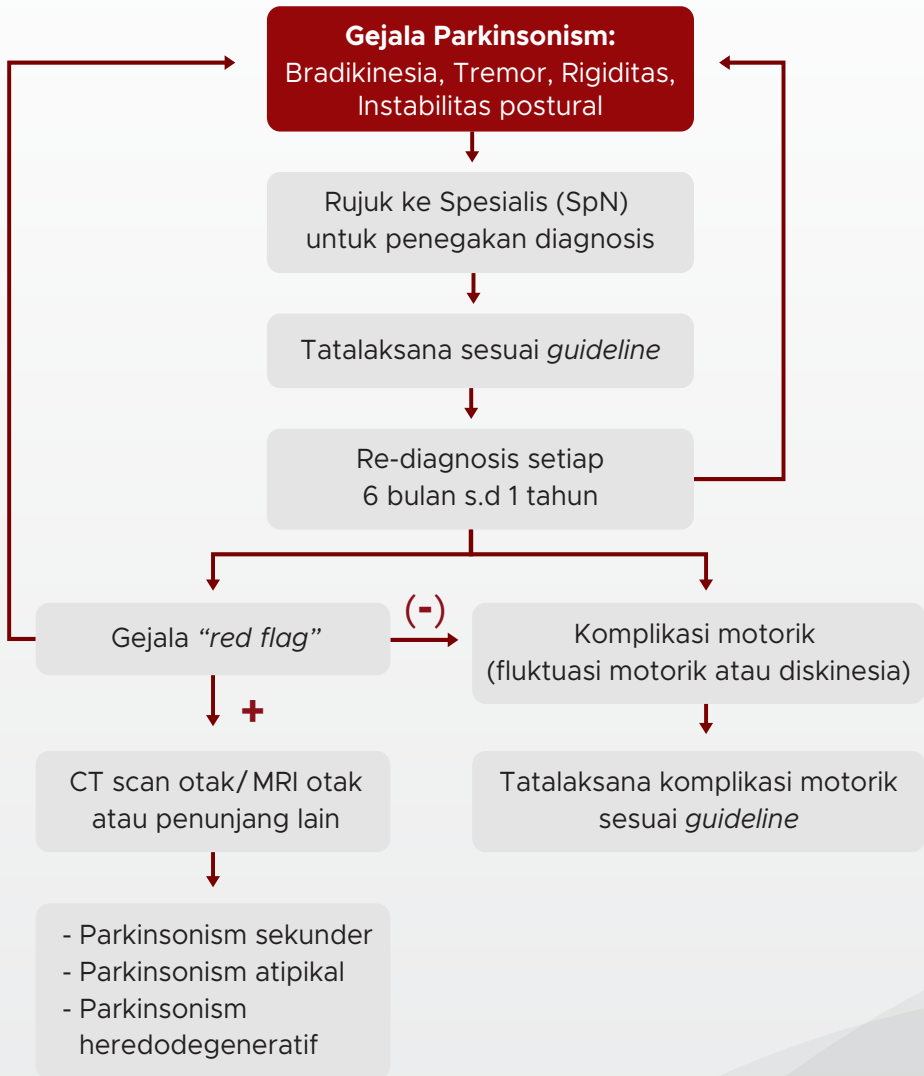 Gejala Parkinsonism:
Bradikinesia, Tremor, Rigiditas,
Instabilitas postural
Rujuk ke Spesialis (SpN)
untuk penegakan diagnosis
Tatalaksana sesuai guideline
Re-diagnosis setiap
6 bulan s.d 1 tahun
Gejala “red flag”
(-)
Komplikasi motorik
(fluktuasi motorik atau diskinesia)
+
CT scan otak/MRI otak
atau penunjang lain
Tatalaksana komplikasi motorik
sesuai guideline
- Parkinsonism sekunder
- Parkinsonism atipikal
- Parkinsonism
heredodegeneratif